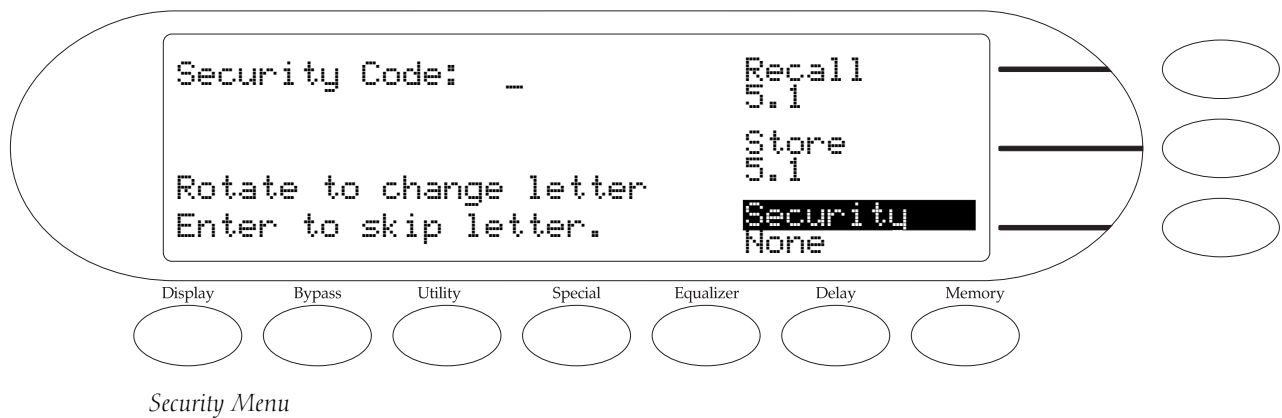 Security Code: _
Rotate to change letter
Enter to skip letter.
Recall
5.1
Store
5.1
Security
None
Display Bypass Utility Special Equalizer Delay Memory
Security Menu